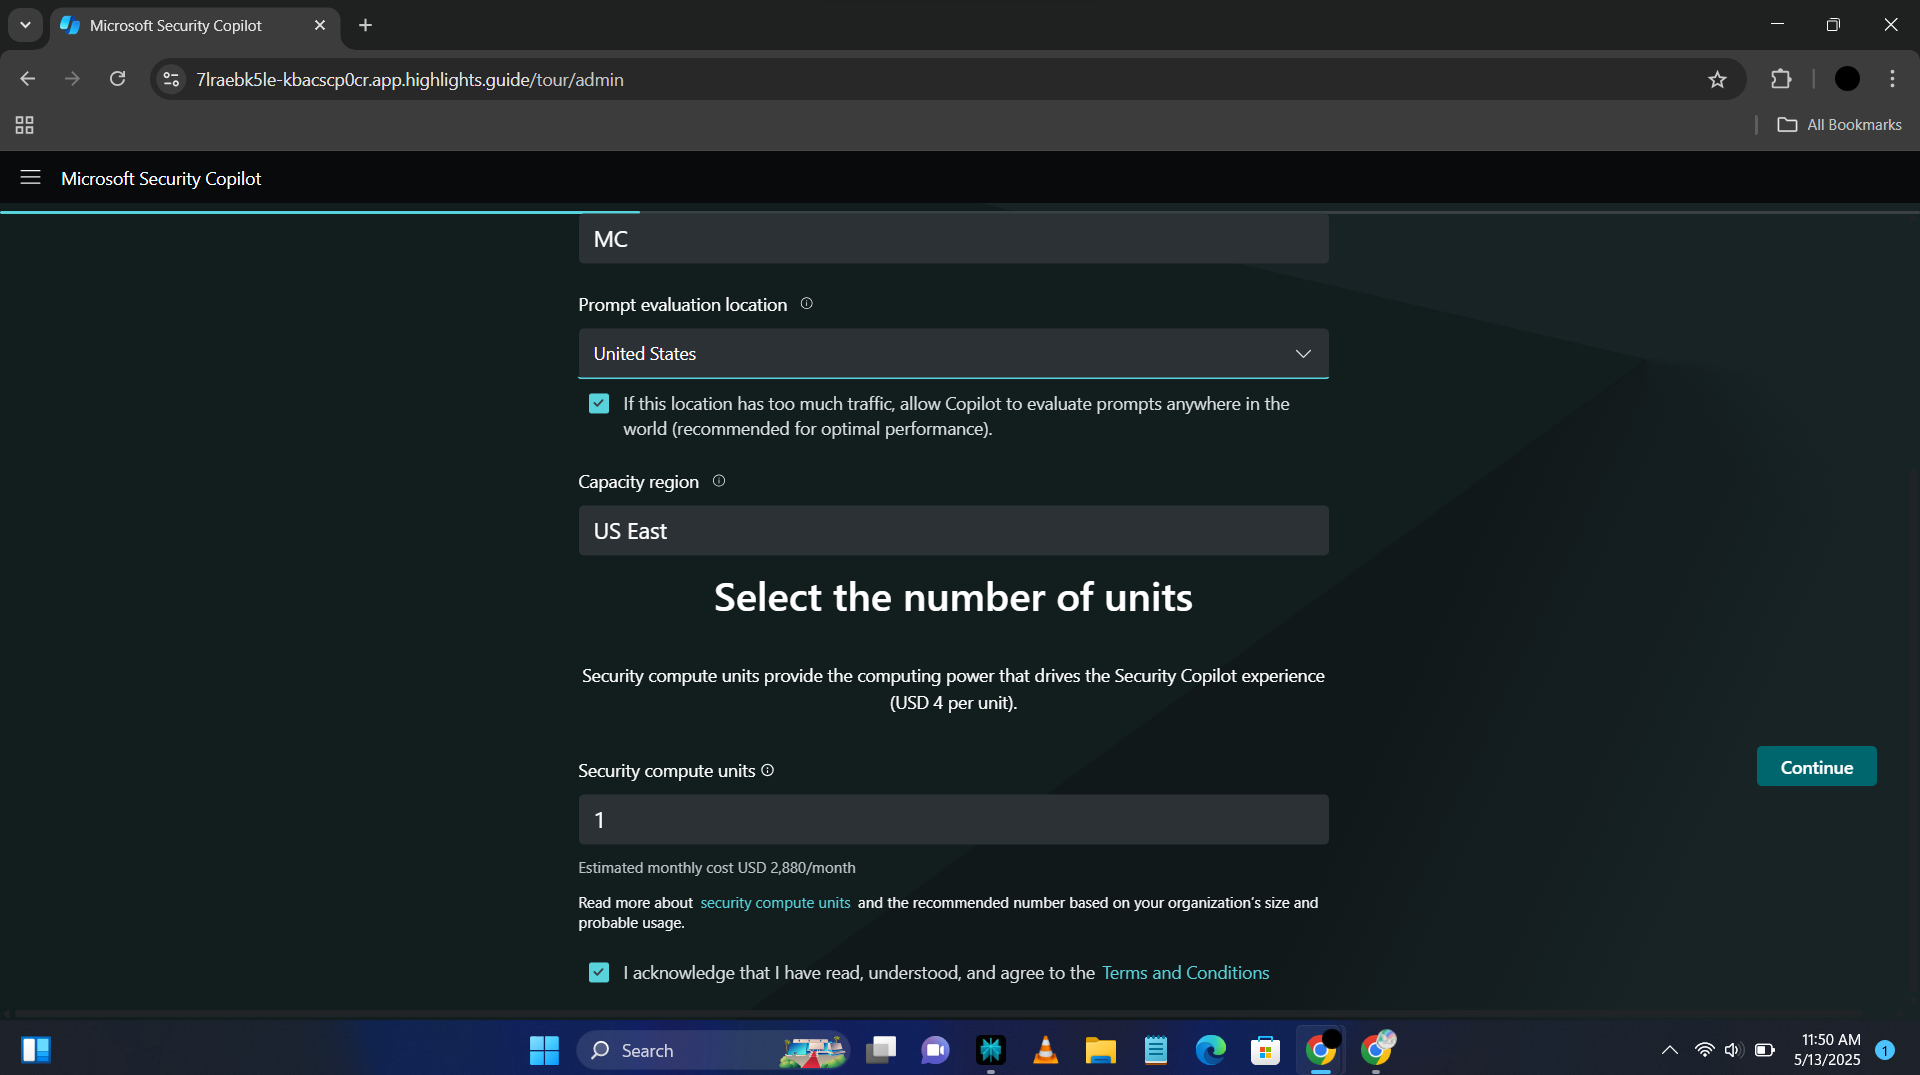 Microsoft Security Copilot
7lraebk5le-kbacscp0cr.app.highlights.guide/tour/admin
All Bookmarks
Microsoft Security Copilot
MC
Prompt evaluation location
United States
If this location has too much traffic, allow Copilot to evaluate prompts anywhere in the
world (recommended for optimal performance).
Capacity region
US East
Select the number of units
Security compute units provide the computing power that drives the Security Copilot experience
(USD 4 per unit).
Security compute units
Continue
1
Estimated monthly cost USD 2,880/month
Read more about security compute units and the recommended number based on your organization's size and
probable usage.
I acknowledge that I have read, understood, and agree to the Terms and Conditions
Search
11:50 AM
5/13/2025
1